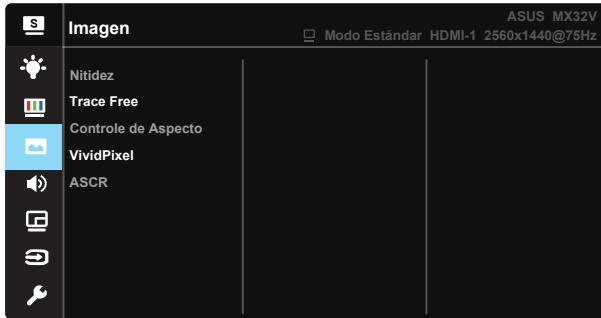 S
Imagen
ASUS MX32V
Modo Estándar HDMI-1 2560x1440@75Hz
Nitidez
Trace Free
Controle de Aspecto
VividPixel
ASCR